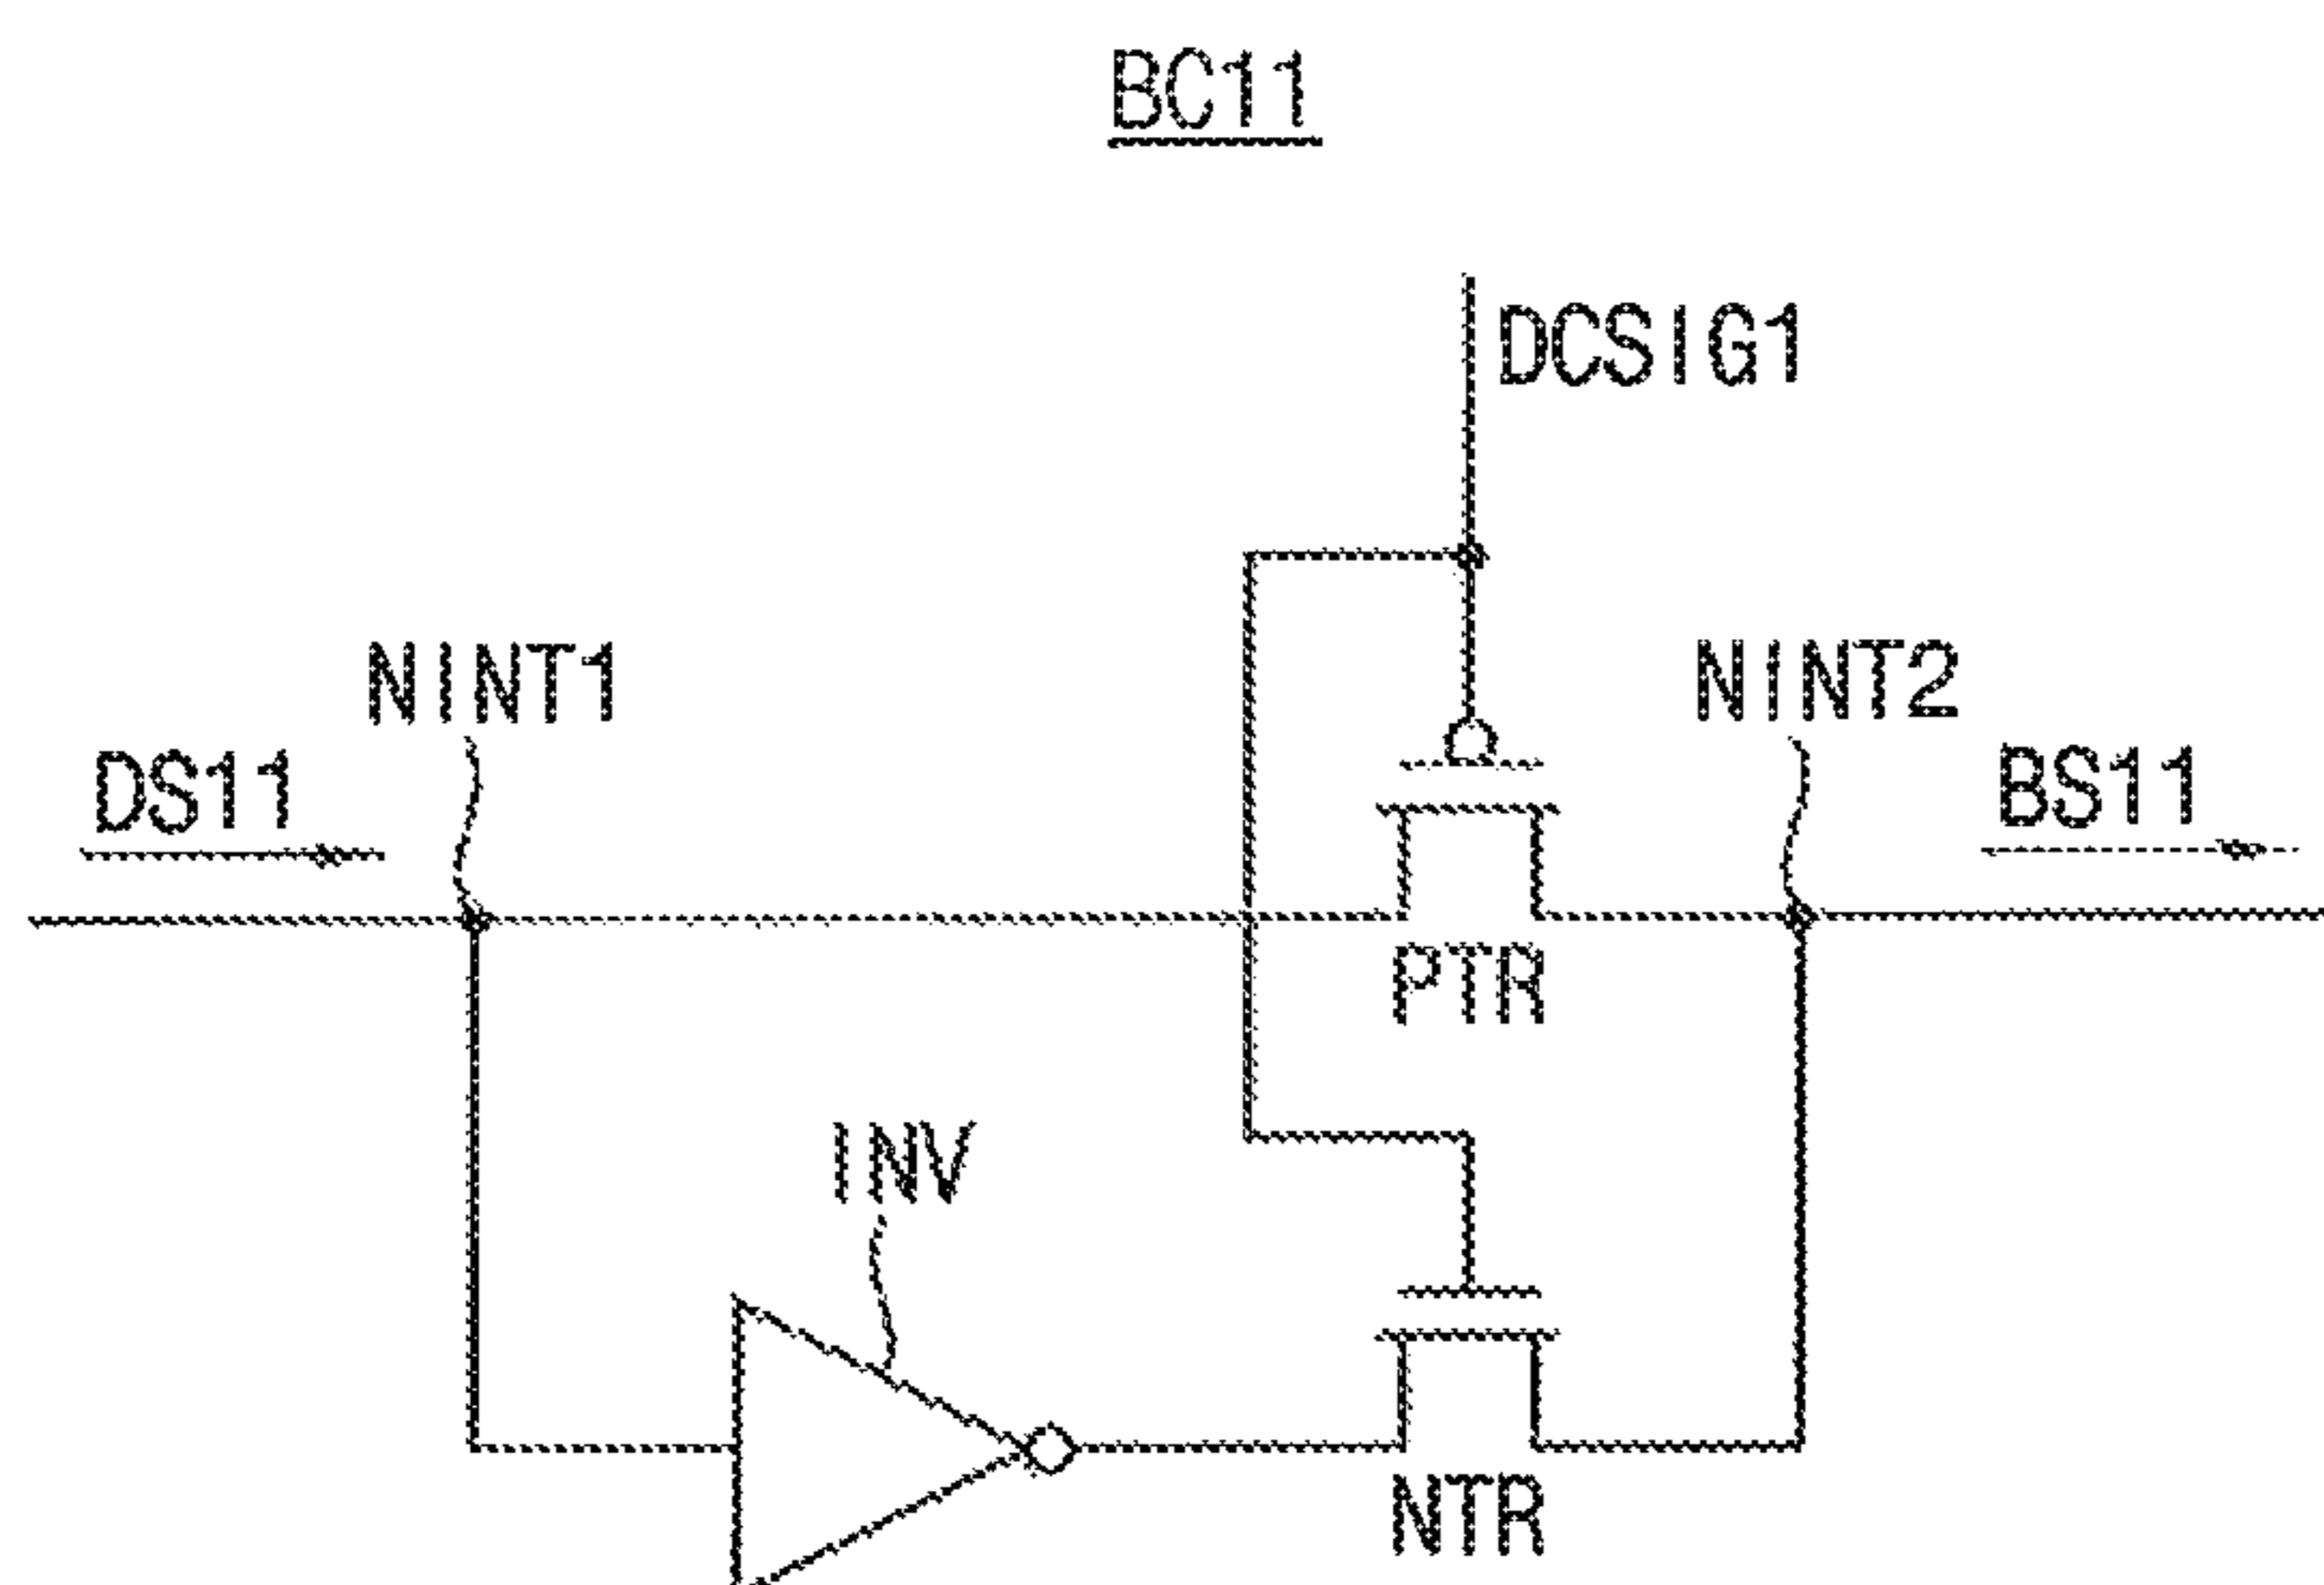 BC11
DCSIG1
NINT1
NINT2
DS11
BS11
PTR
INV
NTR